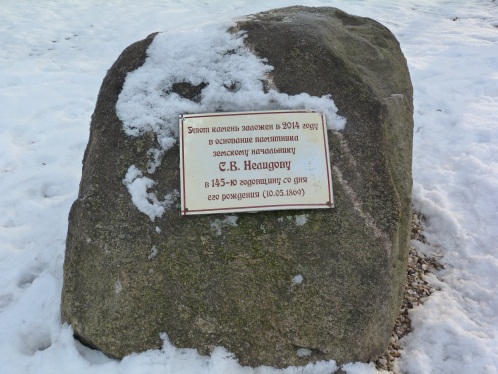 Этот камень заложен в 2014 году
в основание памятника
земскому начальнику
С.В. Нелидову
в 145-ю годовщину со дня
его рождения (10.05.1869)